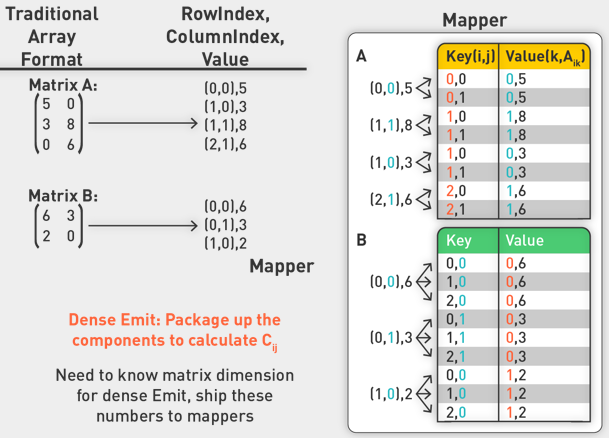 Traditional
Array
Format
RowIndex,
ColumnIndex,
Value
Matrix A:
5 0
3 8
0 6
(0,0),5
(1,0),3
(1,1),8
(2,1),6
Matrix B:
6 3
2 0
(0,0),6
(0,1),3
(1,0),2
Mapper
Dense Emit: Package up the
components to calculate Cij
Need to know matrix dimension
for dense Emit, ship these
numbers to mappers
Mapper
A
Key(i,j) Value(k,Aik)
(0,0),5
0,0 0,5
0,1 0,5
(1,1),8
1,0 1,8
1,1 1,8
(1,0),3
1,0 0,3
1,1 0,3
(2,1),6
2,0 1,6
2,1 1,6
B
Key Value
(0,0),6
0,0 0,6
1,0 0,6
2,0 0,6
(0,1),3
0,1 0,3
1,1 0,3
2,1 0,3
(1,0),2
0,0 1,2
1,0 1,2
2,0 1,2